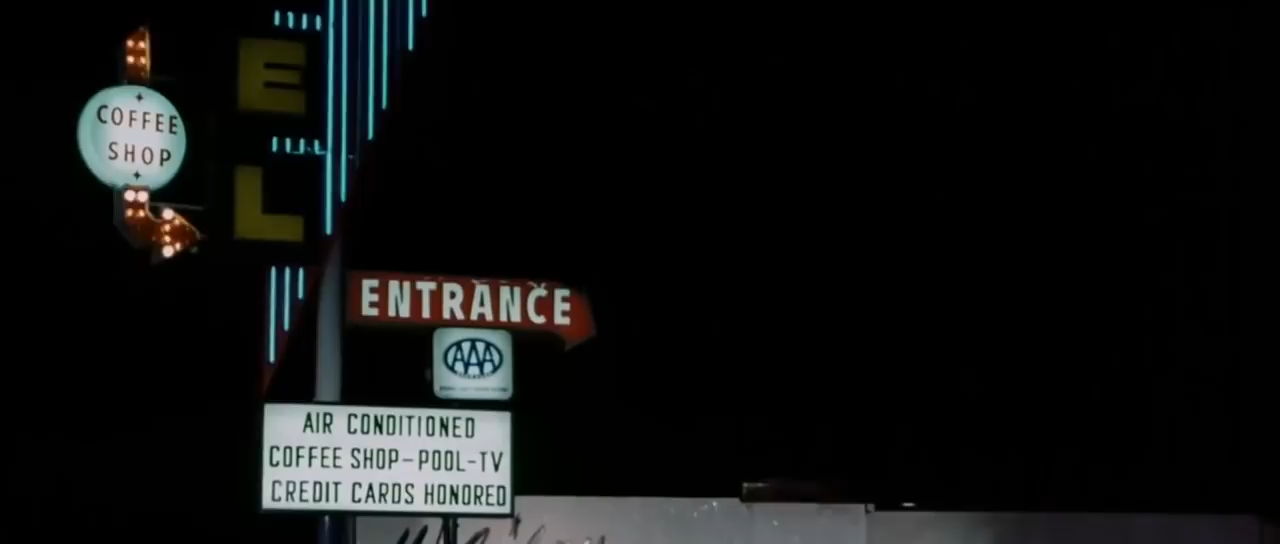 COFFEE
SHOP
E
L
ENTRANCE
AAA
AIR CONDITIONED
COFFEE SHOP-POOL-TV
CREDIT CARDS HONORED